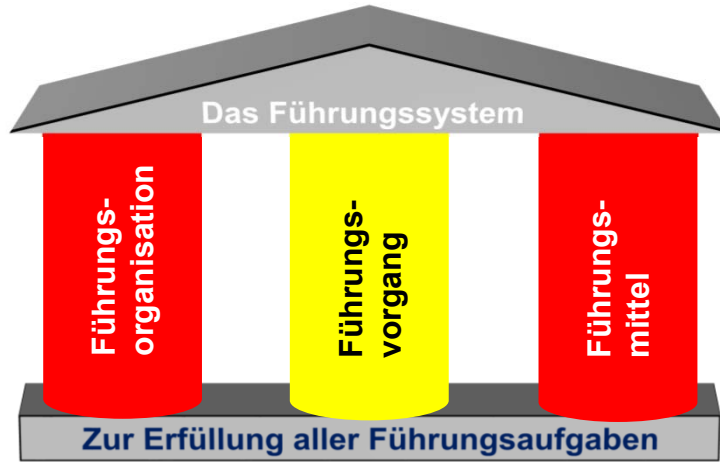 Das Führungssystem
Führungs-
organisation
Führungs-
vorgang
Führungs-
mittel
Zur Erfüllung aller Führungsaufgaben